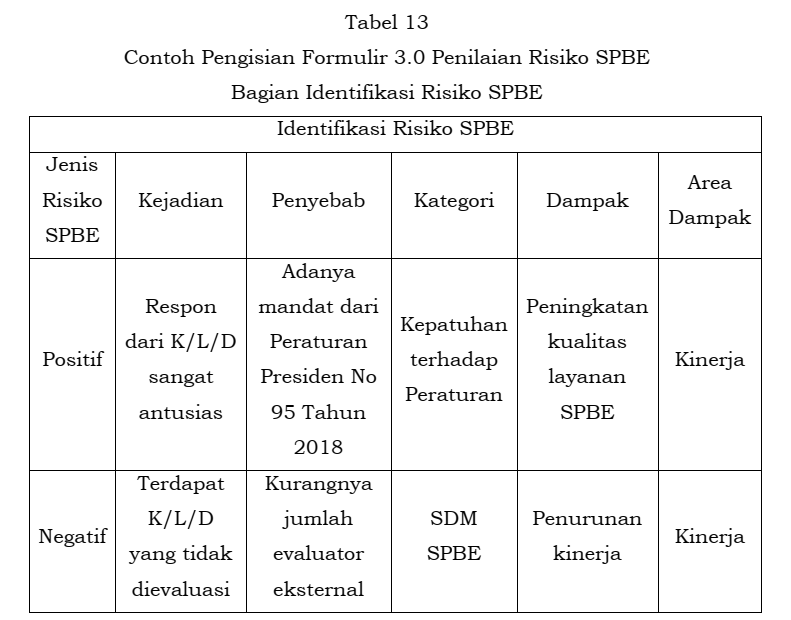 Tabel 13
Contoh Pengisian Formulir 3.0 Penilaian Risiko SPBE
Bagian Identifikasi Risiko SPBE
Identifikasi Risiko SPBE
Jenis
Risiko
SPBE
Kejadian
Penyebab
Kategori
Dampak
Area
Dampak
Positif
Respon
dari K/L/D
sangat
antusias
Adanya
mandat dari
Peraturan
Presiden No
95 Tahun
2018
Kepatuhan
terhadap
Peraturan
Peningkatan
kualitas
layanan
SPBE
Kinerja
Negatif
Terdapat
K/L/D
yang tidak
dievaluasi
Kurangnya
jumlah
evaluator
eksternal
SDM
SPBE
Penurunan
kinerja
Kinerja